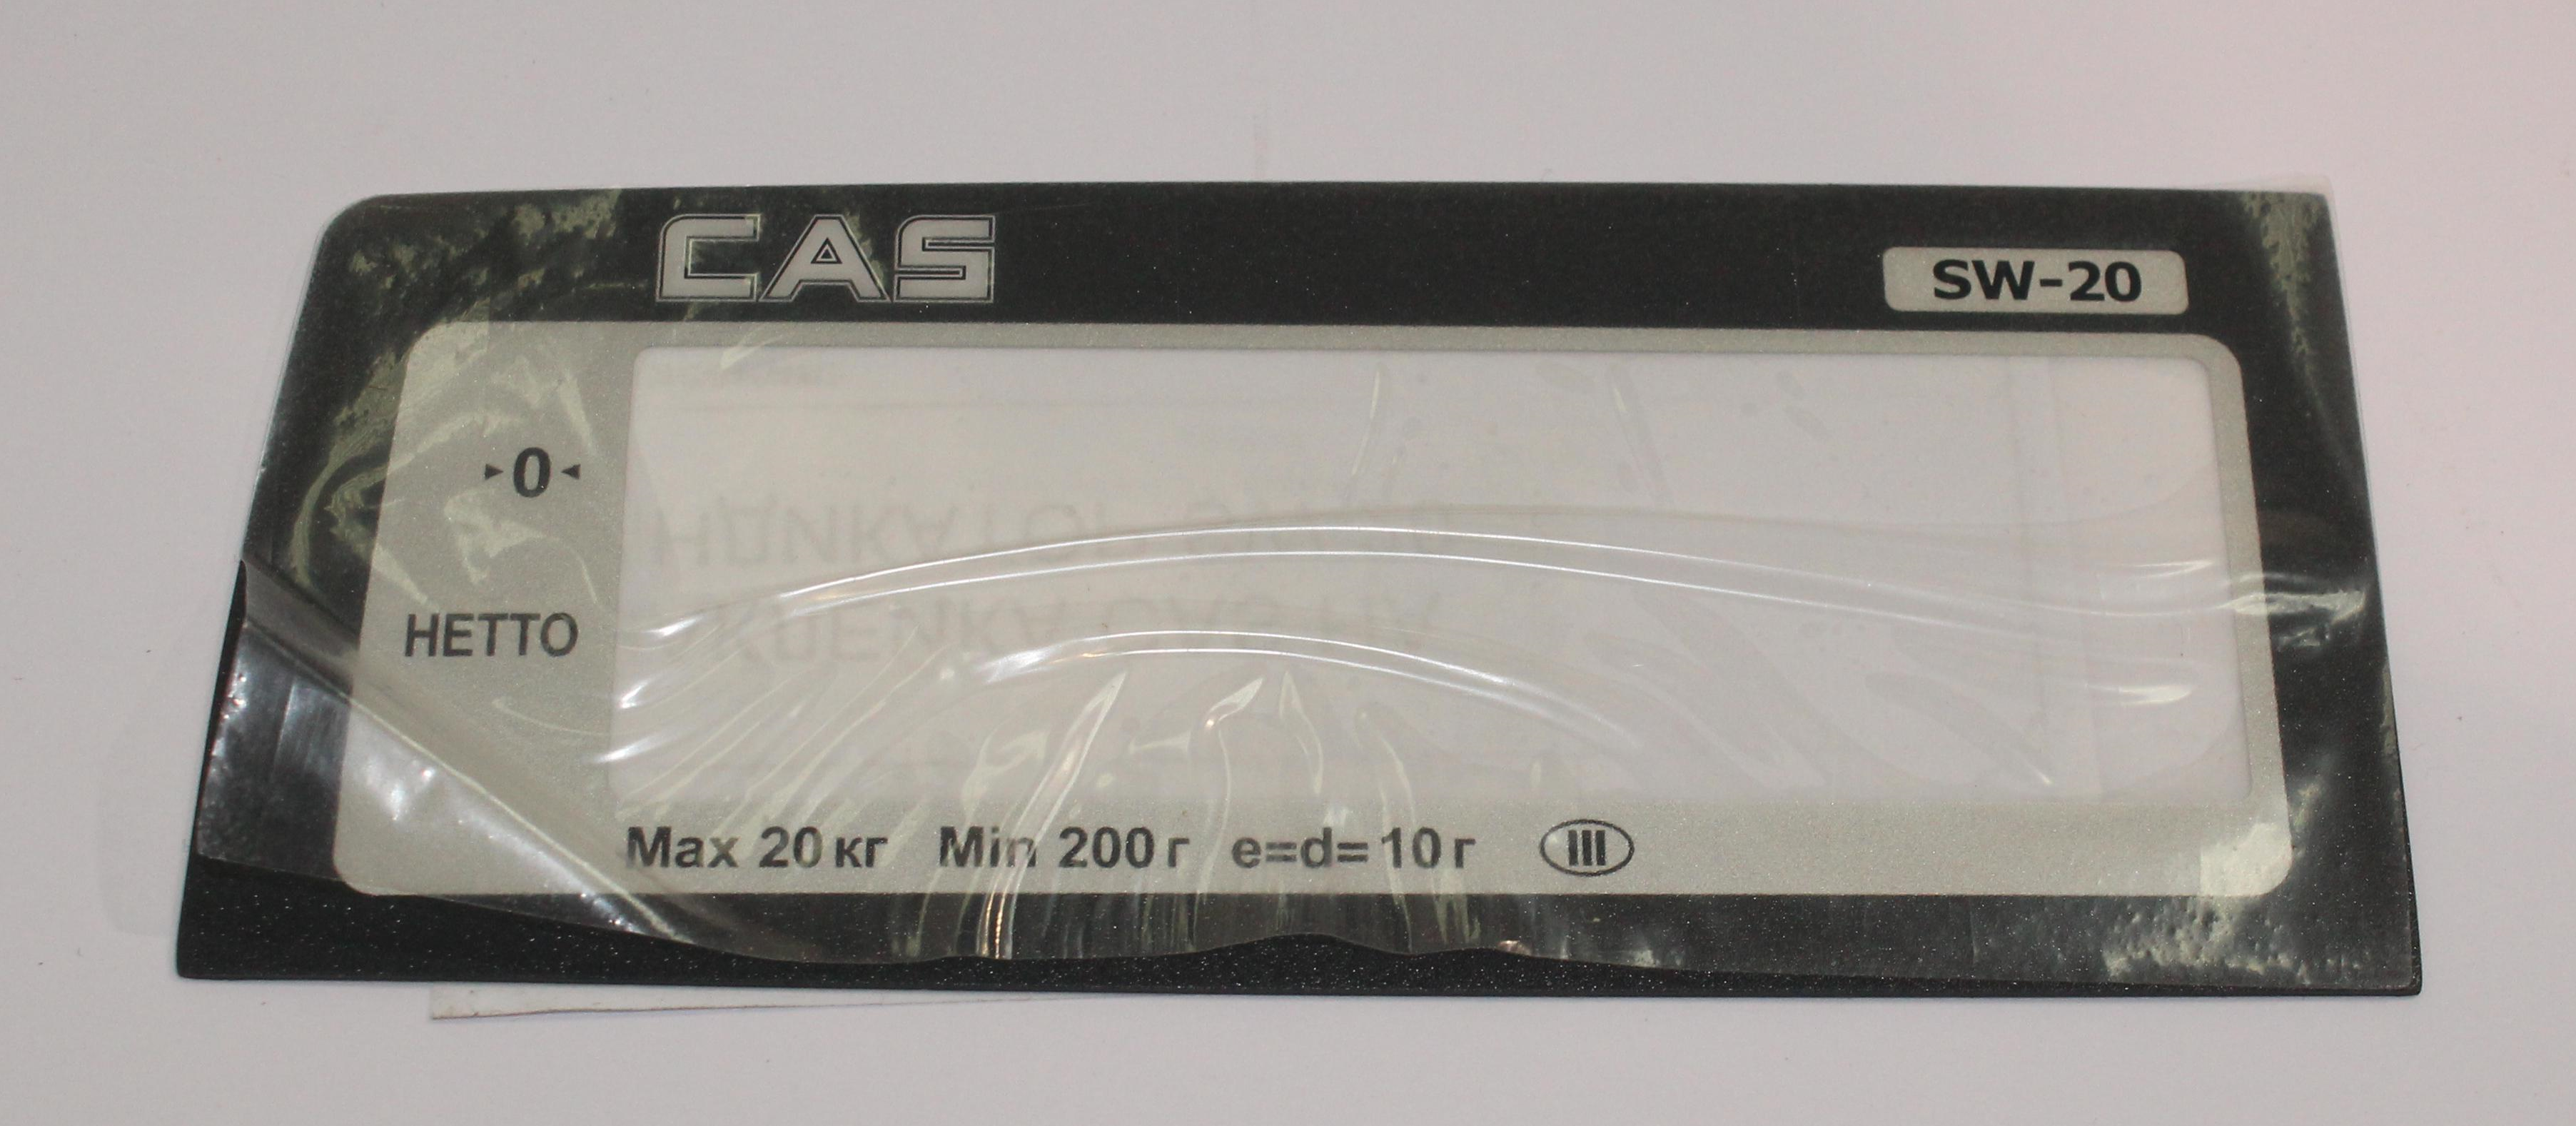 CAS
SW-20
►0◄
НЕТТО
Max 20 кг Min 200 г e=d=10 г III